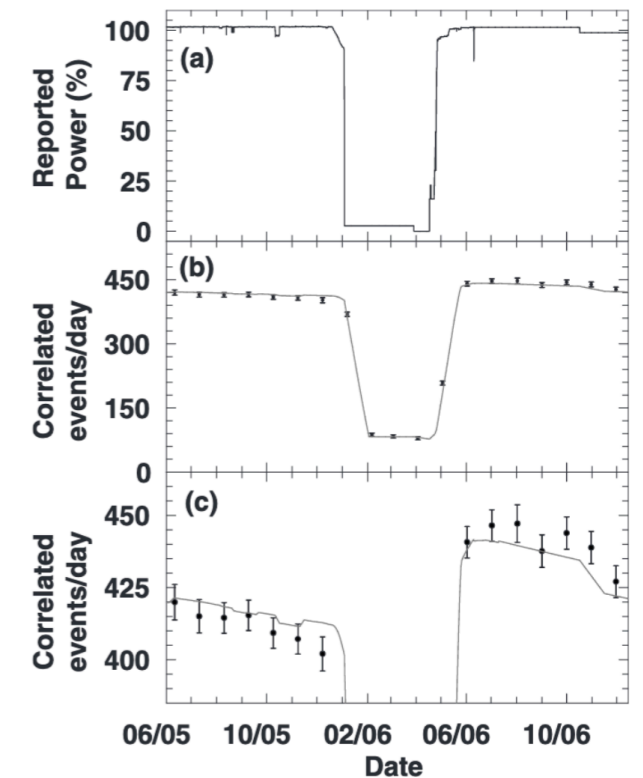 (a)
Reported
Power (%)
100
75
50
25
0
(b)
Correlated
events/day
450
300
150
0
(c)
Correlated
events/day
450
425
400
06/05 10/05 02/06 06/06 10/06
Date